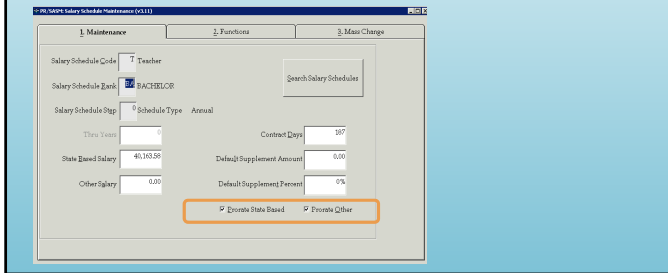 PR/SASM: Salary Schedule Maintenance (v3.11)
1. Maintenance 2. Functions 3. Mass Change
Salary Schedule Code T Teacher
Search Salary Schedules
Salary Schedule Rank BA BACHELOR
Salary Schedule Step 0 Schedule Type Annual
Thru Years 0 Contract Days 187
State Based Salary 40,163.58 Default Supplement Amount 0.00
Other Salary 0.00 Default Supplement Percent 0%
Prorate State Based Prorate Other